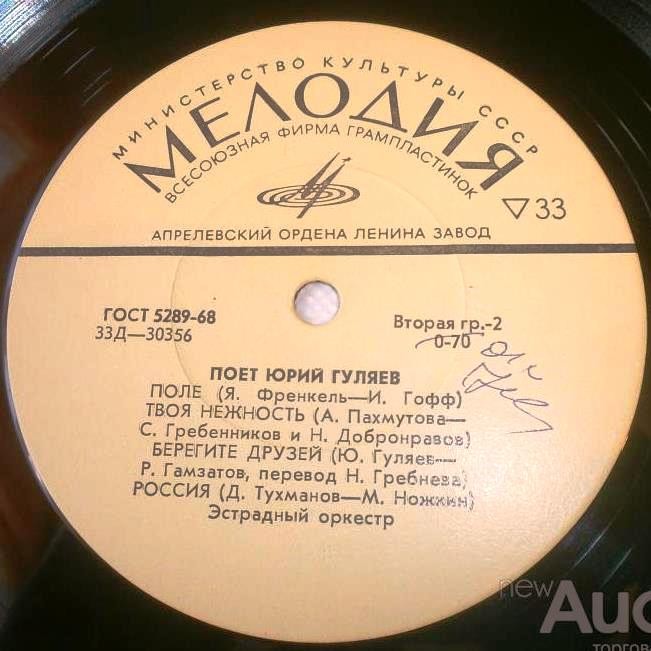 МИНИСТЕРСТВО КУЛЬТУРЫ СССР
МЕЛОДИЯ
ВСЕСОЮЗНАЯ ФИРМА ГРАМПЛАСТИНОК
33
АПРЕЛЕВСКИЙ ОРДЕНА ЛЕНИНА ЗАВОД
ГОСТ 5289-68
33Д—30356
Вторая гр.-2
0-70
ПОЕТ ЮРИЙ ГУЛЯЕВ
ПОЛЕ (Я. Френкель—И. Гофф)
ТВОЯ НЕЖНОСТЬ (А. Пахмутова—
С. Гребенников и Н. Добронравов)
БЕРЕГИТЕ ДРУЗЕЙ (Ю. Гуляев—
Р. Гамзатов, перевод Н. Гребнева)
РОССИЯ (Д. Тухманов—М. Ножкин)
Эстрадный оркестр
new